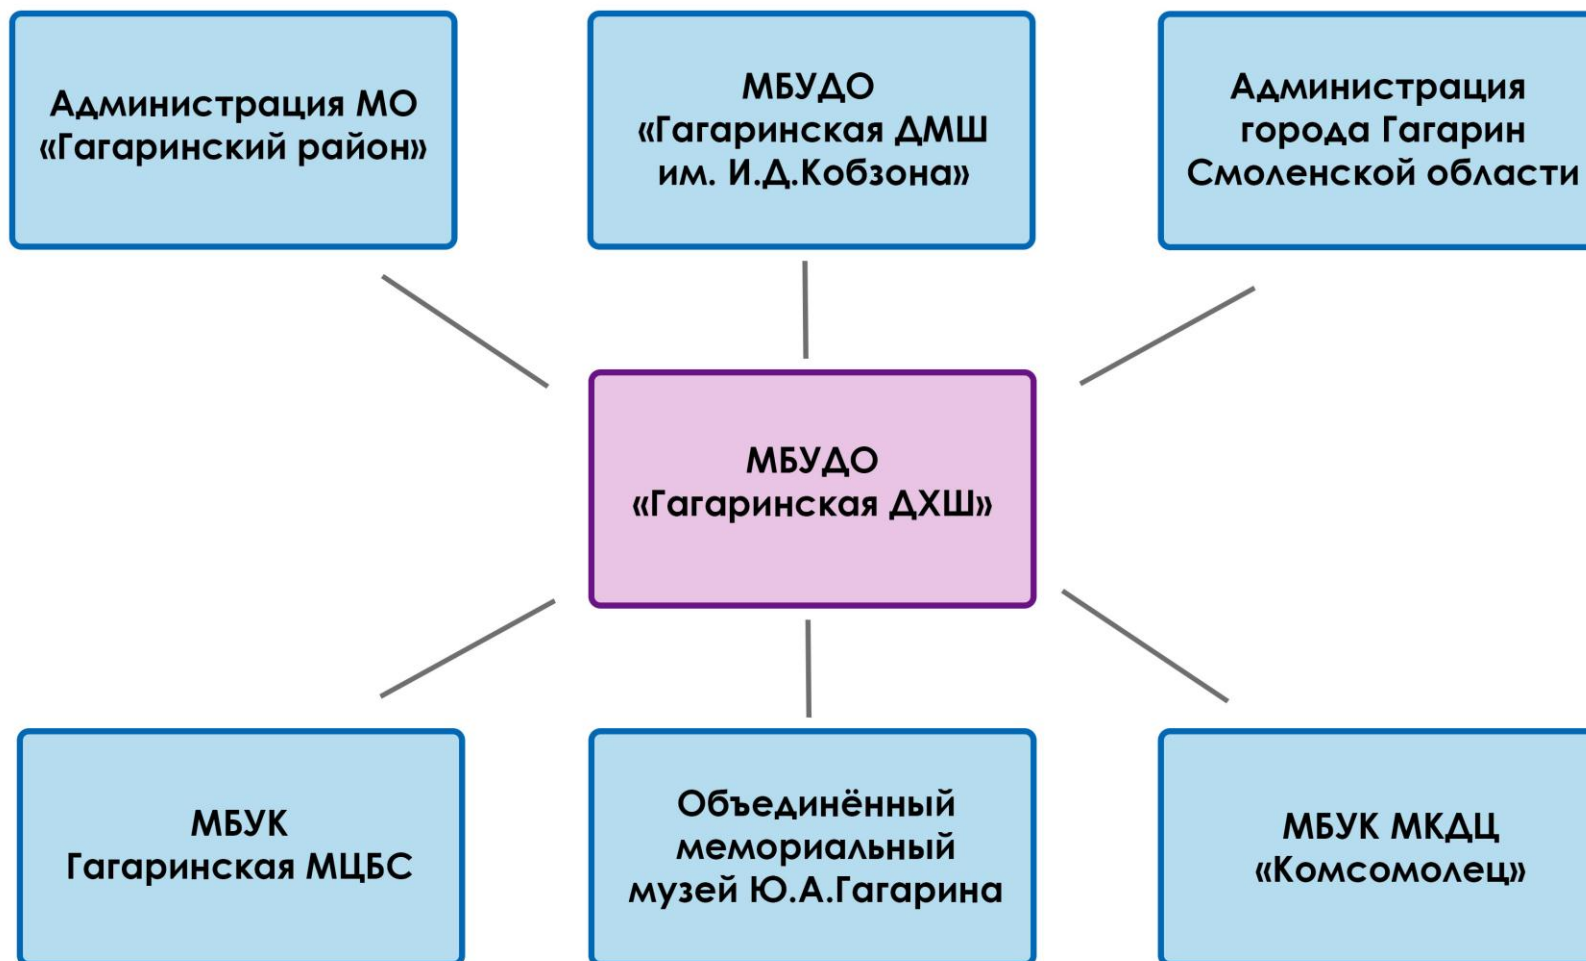 Администрация МО
«Гагаринский район»
МБУДО
«Гагаринская ДМШ
им. И.Д.Кобзона»
Администрация
города Гагарин
Смоленской области
МБУДО
«Гагаринская ДХШ»
МБУК
Гагаринская МЦБС
Объединённый
мемориальный
музей Ю.А.Гагарина
МБУК МКДЦ
«Комсомолец»